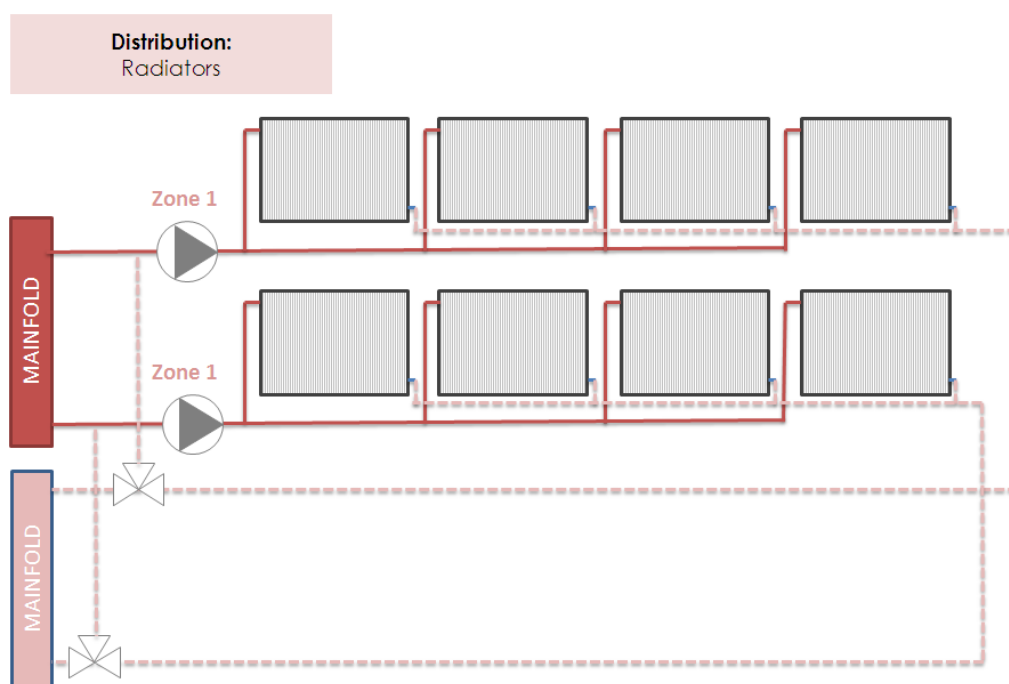 Distribution:
Radiators
Zone 1
MAINFOLD
Zone 1
MAINFOLD